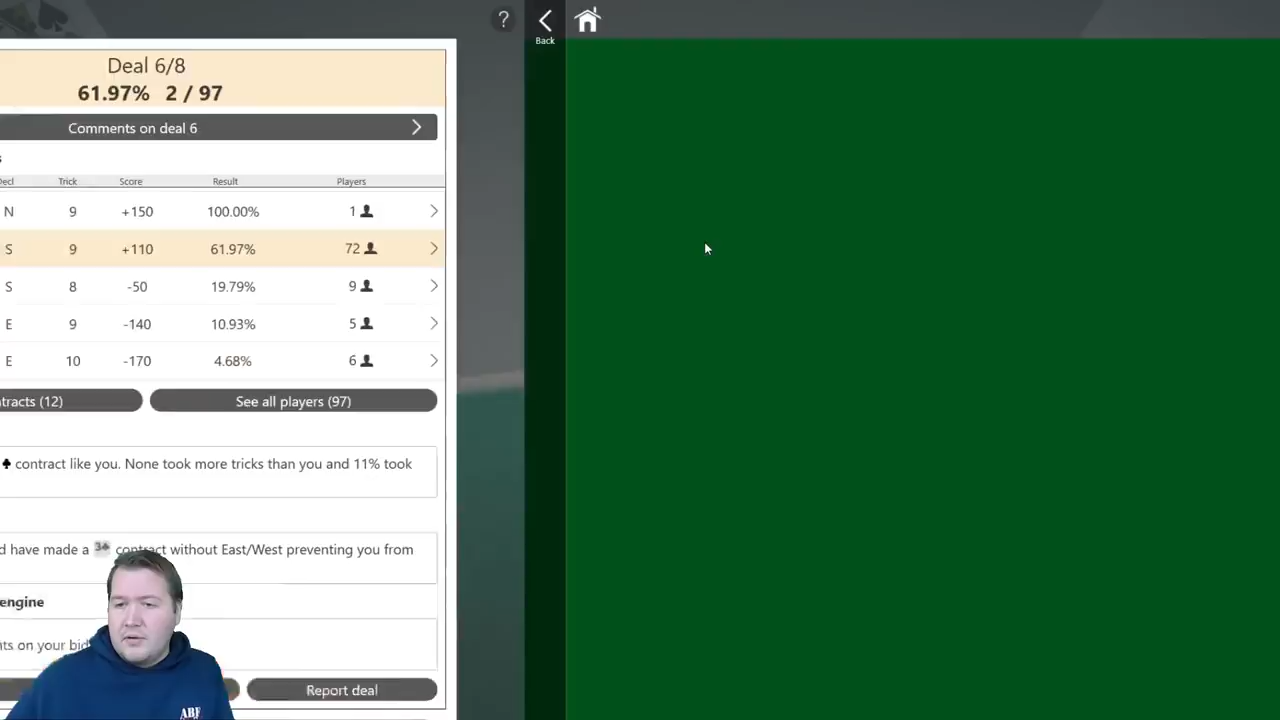 ?
Back
Deal 6/8
61.97% 2 / 97
Comments on deal 6
s
Decl Trick Score Result Players
N 9 +150 100.00% 1
S 9 +110 61.97% 72
S 8 -50 19.79% 9
E 9 -140 10.93% 5
E 10 -170 4.68% 6
tracts (12) See all players (97)
♣ contract like you. None took more tricks than you and 11% took
d have made a 3♣ contract without East/West preventing you from
engine
nts on your bid
Report deal
ABF